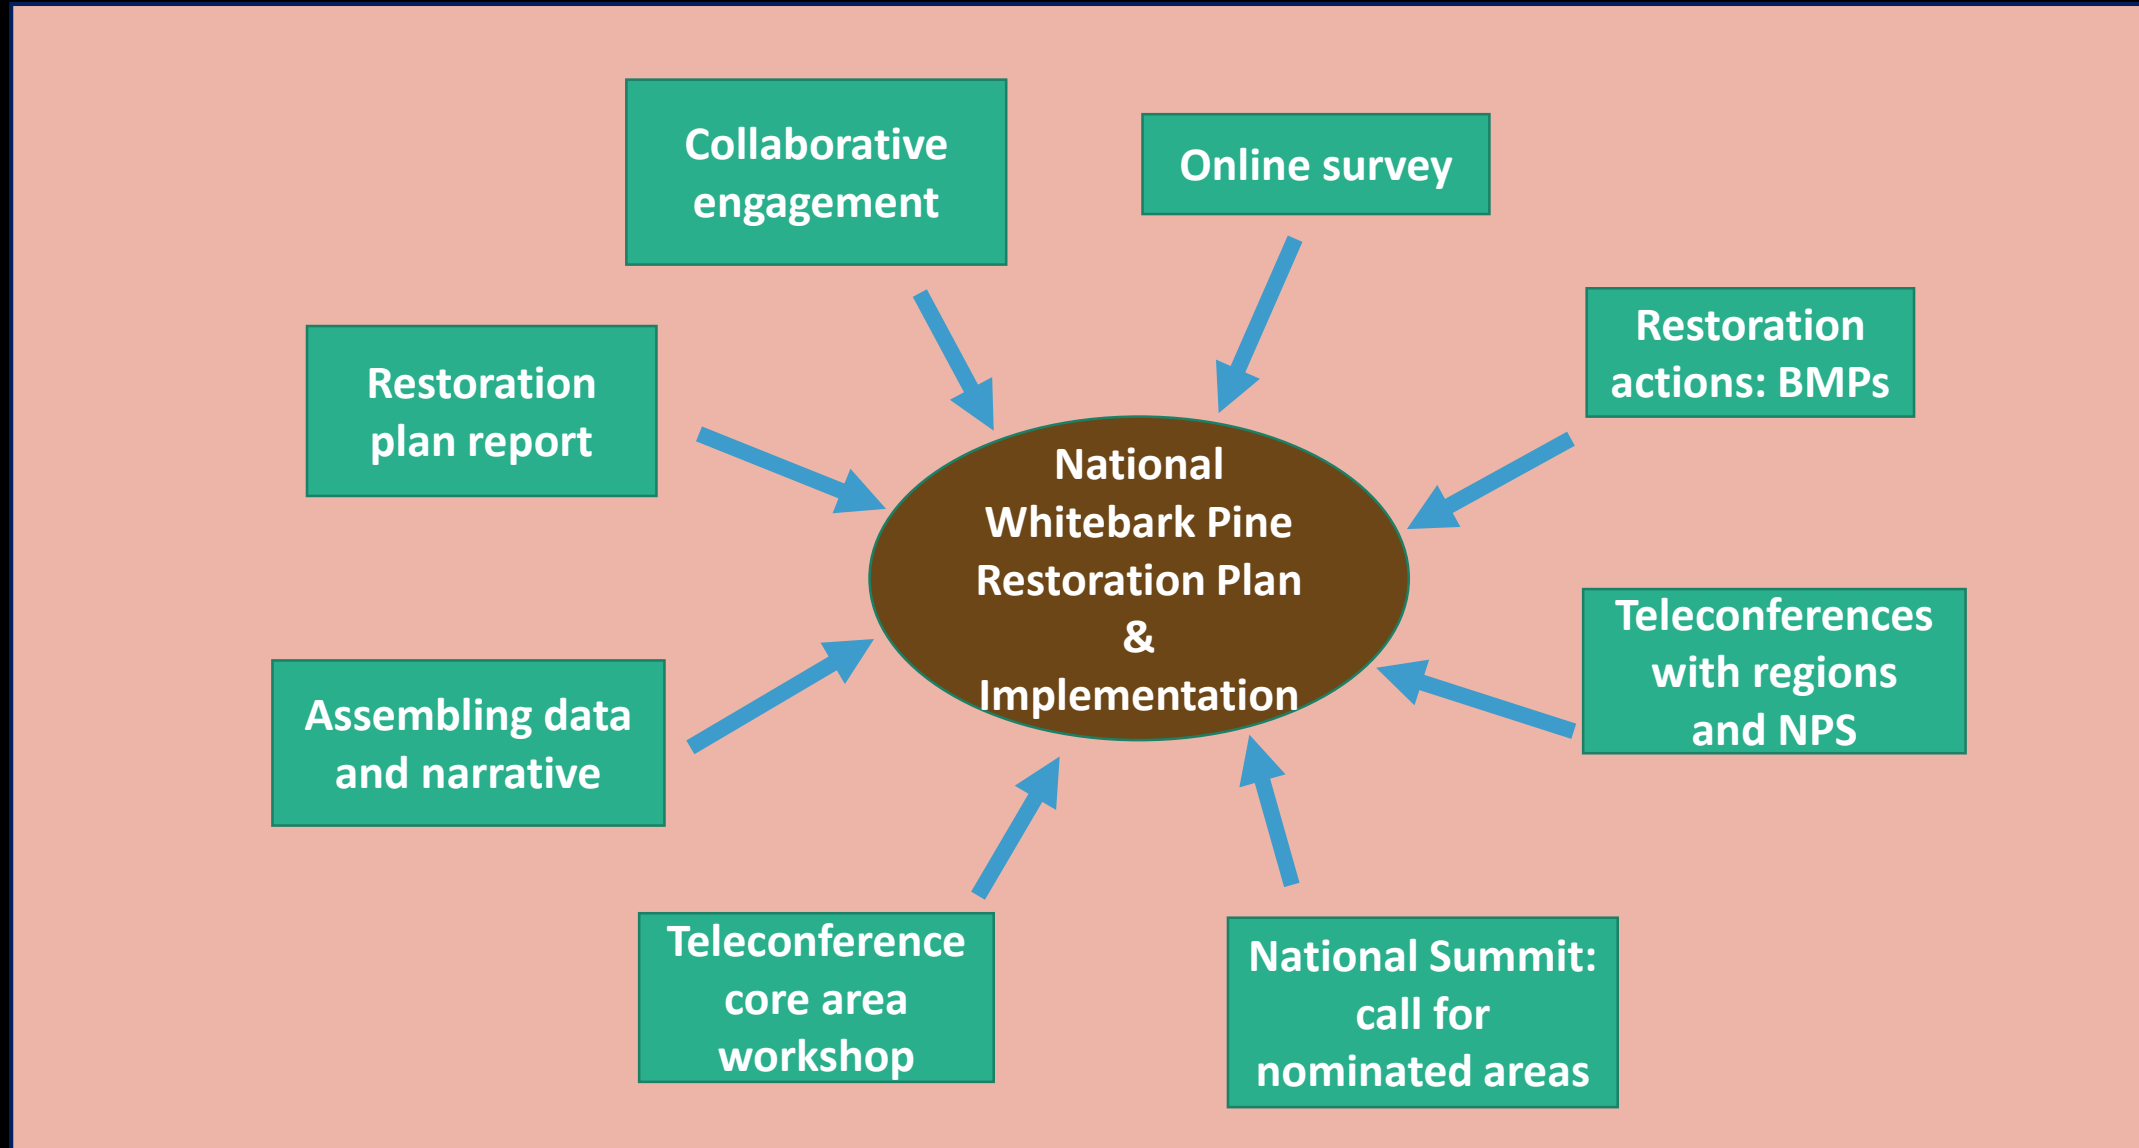 Collaborative
engagement
Online survey
Restoration
actions: BMPs
Restoration
plan report
National
Whitebark Pine
Restoration Plan
&
Implementation
Teleconferences
with regions
and NPS
Assembling data
and narrative
Teleconference
core area
workshop
National Summit:
call for
nominated areas